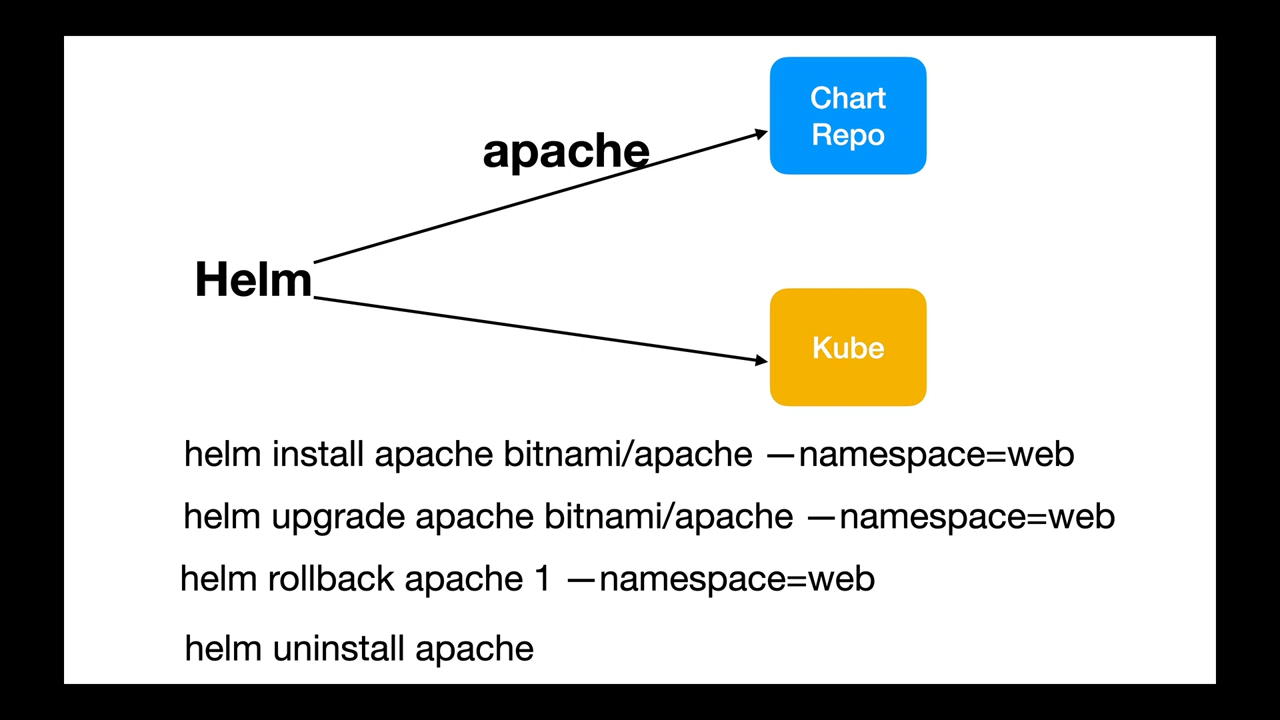 Chart
Repo
apache
Helm
Kube
helm install apache bitnami/apache —namespace=web
helm upgrade apache bitnami/apache —namespace=web
helm rollback apache 1 —namespace=web
helm uninstall apache